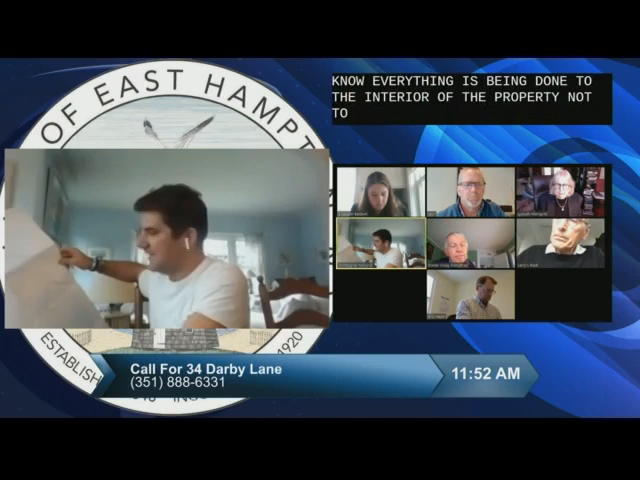 KNOW EVERYTHING IS BEING DONE TO
THE INTERIOR OF THE PROPERTY NOT
TO
OF EAST HAMPT
ESTABLISH
1920
Call For 34 Darby Lane
(351) 888-6331
11:52 AM